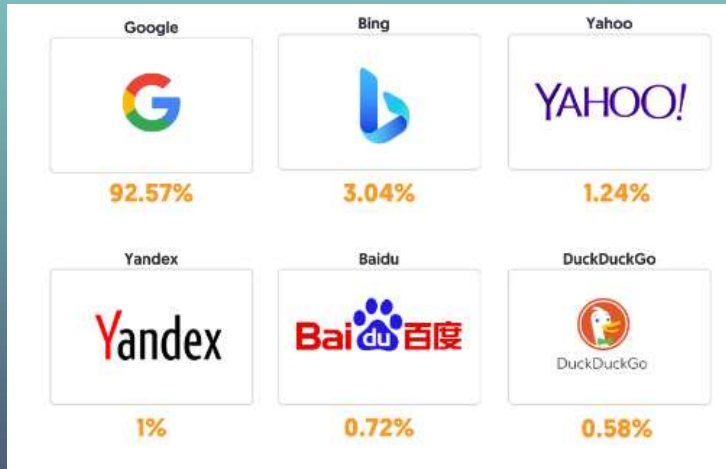 Google
Bing
Yahoo
YAHOO!
92.57%
3.04%
1.24%
Yandex
Baidu
DuckDuckGo
Yandex
Bai du 百度
DuckDuckGo
1%
0.72%
0.58%